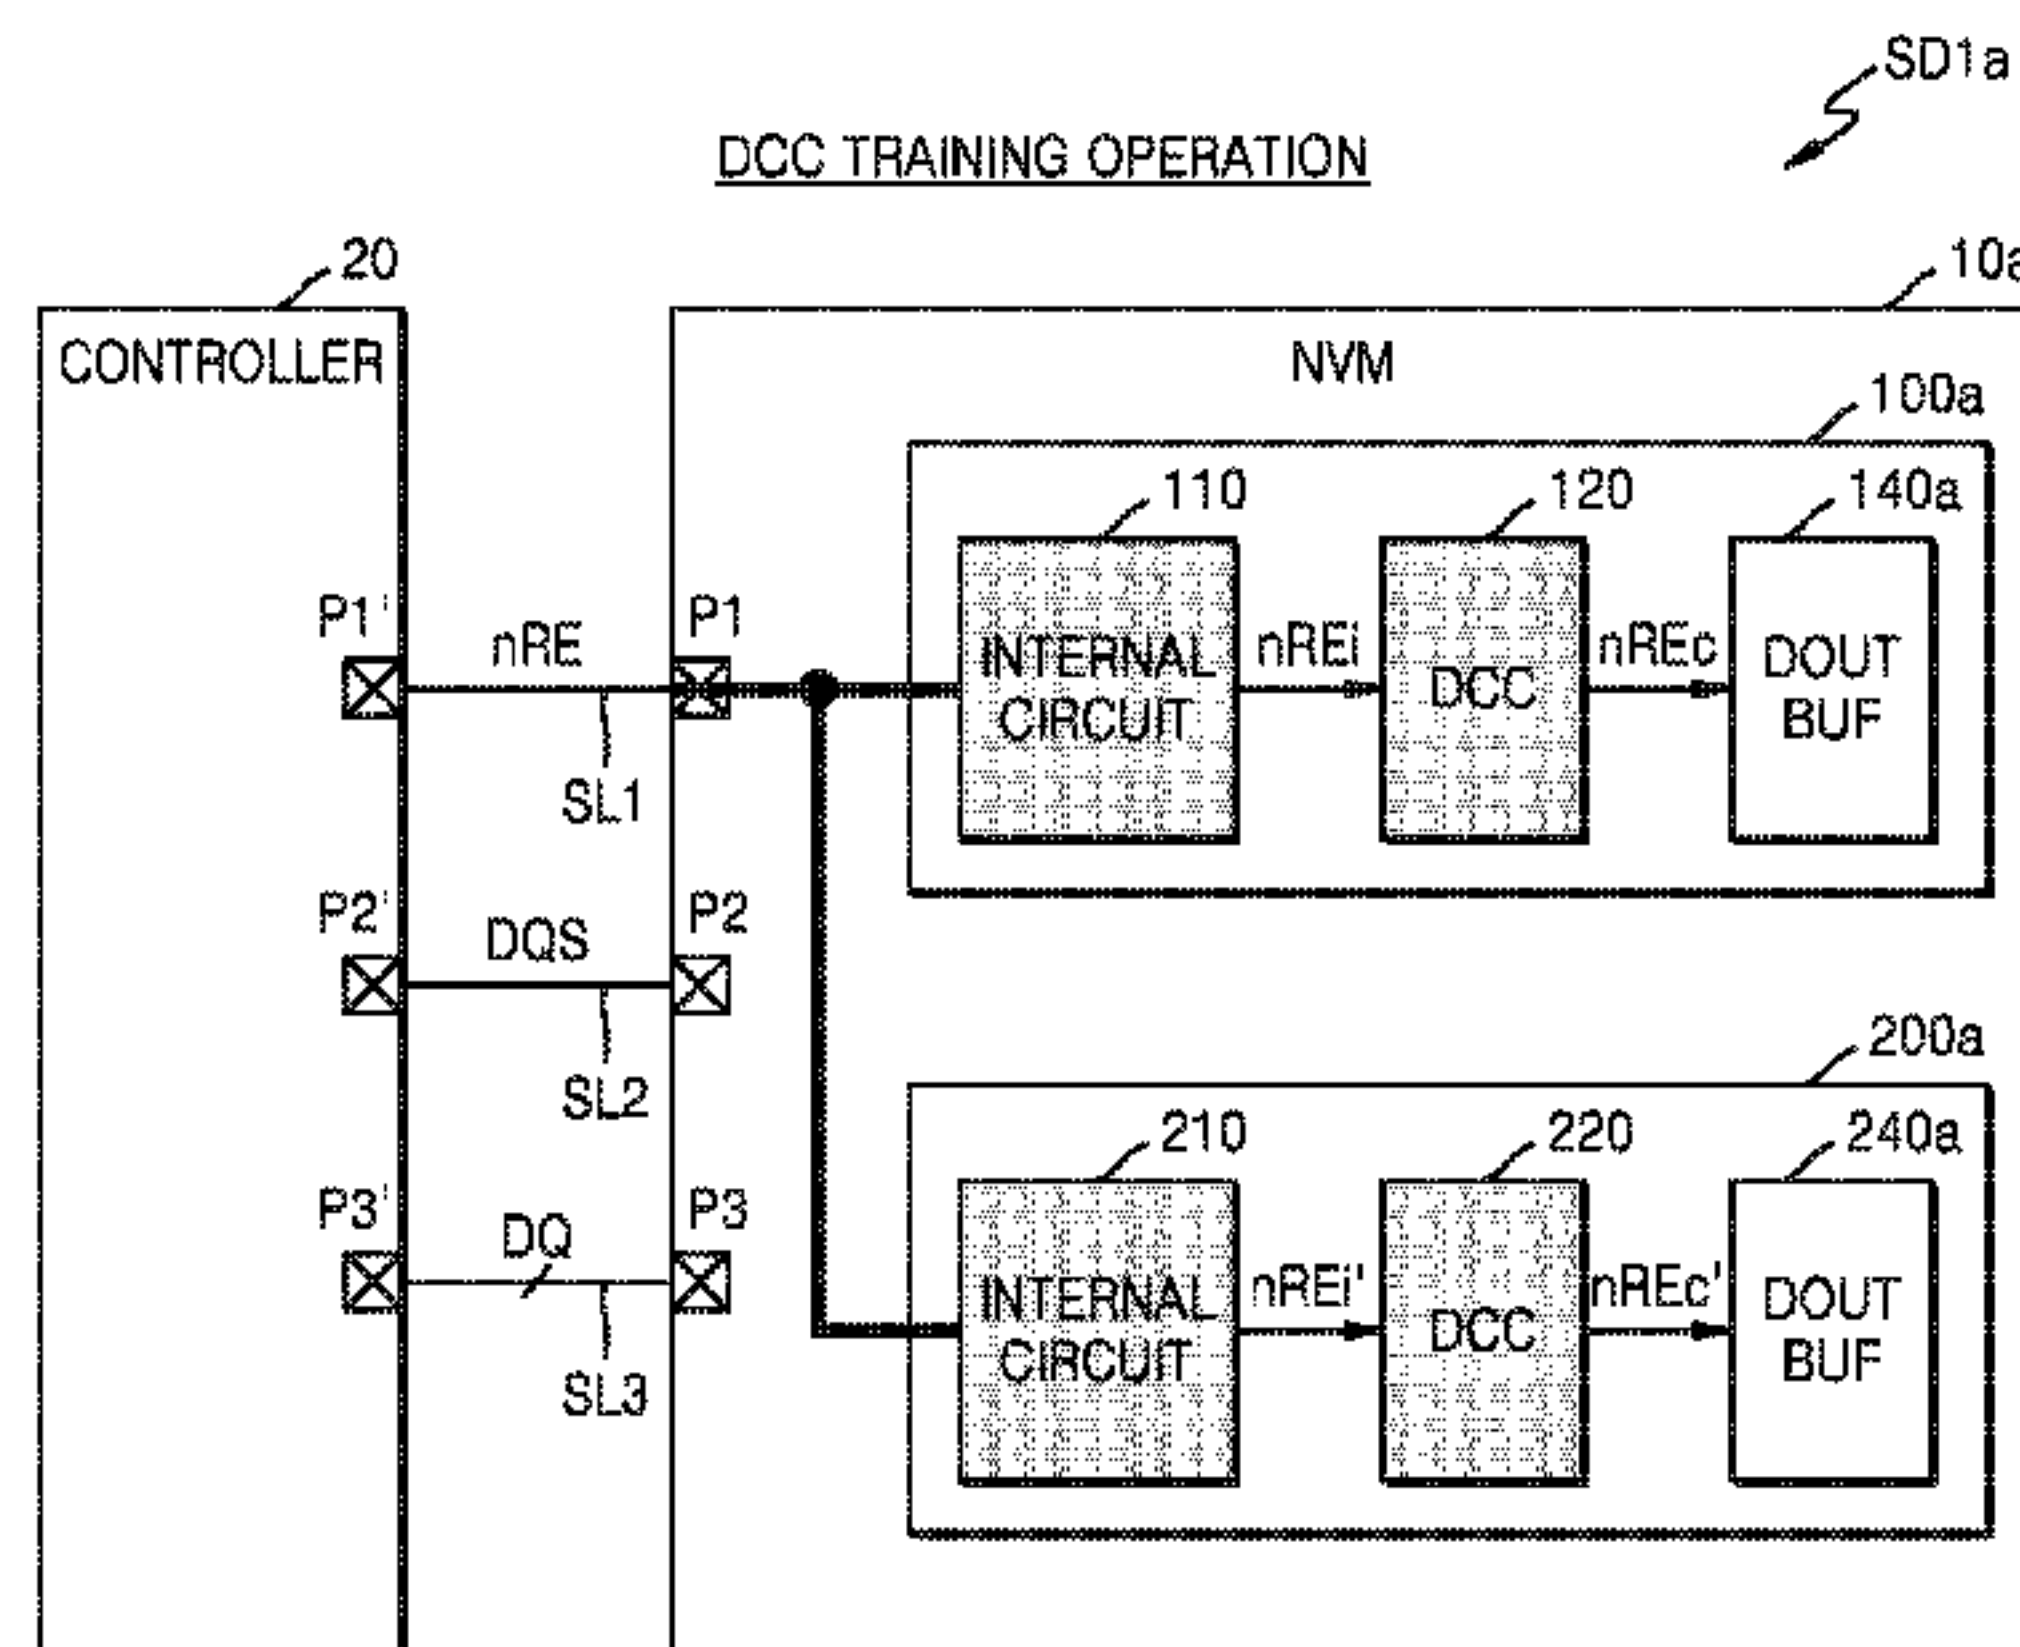 SD1a
DCC TRAINING OPERATION
20
10a
CONTROLLER
NVM
100a
110
120
140a
P1'
nRE
P1
INTERNAL
CIRCUIT
nREi
DCC
nREc
DOUT
BUF
SL1
P2'
DQS
P2
SL2
200a
210
220
240a
P3'
DQ
P3
INTERNAL
CIRCUIT
nREi'
DCC
nREc'
DOUT
BUF
SL3